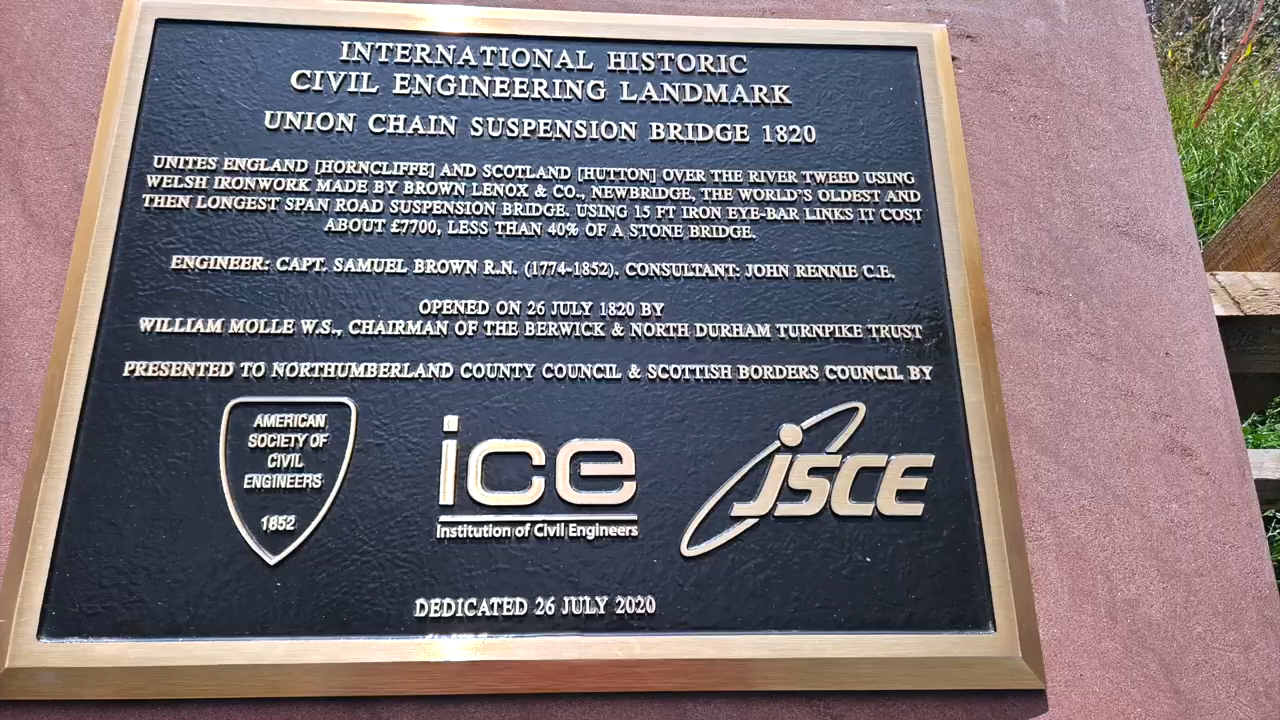 INTERNATIONAL HISTORIC
CIVIL ENGINEERING LANDMARK
UNION CHAIN SUSPENSION BRIDGE 1820
UNITES ENGLAND [HORNCLIFFE] AND SCOTLAND [HUTTON] OVER THE RIVER TWEED USING
WELSH IRONWORK MADE BY BROWN LENOX & CO., NEWBRIDGE, THE WORLD'S OLDEST AND
THEN LONGEST SPAN ROAD SUSPENSION BRIDGE. USING 15 FT IRON EYE-BAR LINKS IT COST
ABOUT £7700, LESS THAN 40% OF A STONE BRIDGE.
ENGINEER: CAPT. SAMUEL BROWN R.N. (1774-1852). CONSULTANT: JOHN RENNIE C.E.
OPENED ON 26 JULY 1820 BY
WILLIAM MOLLE W.S., CHAIRMAN OF THE BERWICK & NORTH DURHAM TURNPIKE TRUST
PRESENTED TO NORTHUMBERLAND COUNTY COUNCIL & SCOTTISH BORDERS COUNCIL BY
AMERICAN
SOCIETY OF
CIVIL
ENGINEERS
1852
ice
Institution of Civil Engineers
JSCE
DEDICATED 26 JULY 2020